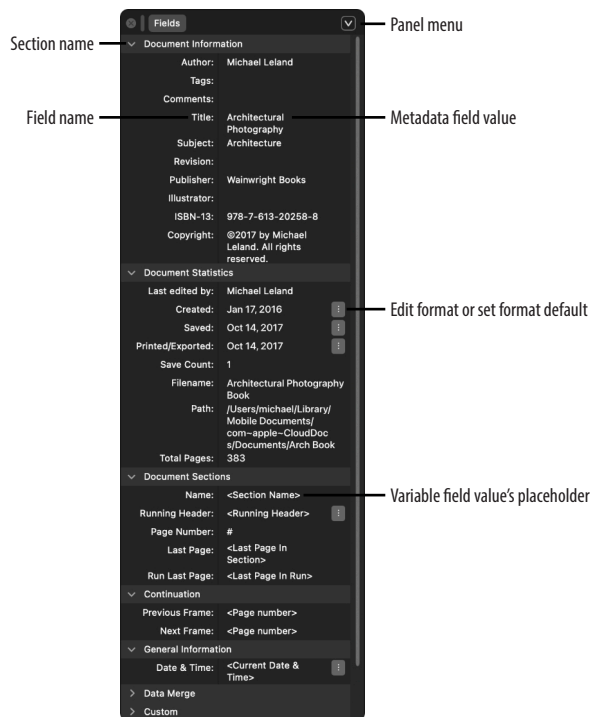 Fields
Panel menu
Section name
Document Information
Author: Michael Leland
Tags:
Comments:
Field name
Title: Architectural
Photography
Metadata field value
Subject: Architecture
Revision:
Publisher: Wainwright Books
Illustrator:
ISBN-13: 978-7-613-20258-8
Copyright: ©2017 by Michael
Leland. All rights
reserved.
Document Statistics
Last edited by: Michael Leland
Created: Jan 17, 2016
Edit format or set format default
Saved: Oct 14, 2017
Printed/Exported: Oct 14, 2017
Save Count: 1
Filename: Architectural Photography
Book
Path: /Users/michael/Library/
Mobile Documents/
com~apple~CloudDoc
s/Documents/Arch Book
Total Pages: 383
Document Sections
Name: <Section Name>
Variable field value's placeholder
Running Header: <Running Header>
Page Number: #
Last Page: <Last Page In
Section>
Run Last Page: <Last Page In Run>
Continuation
Previous Frame: <Page number>
Next Frame: <Page number>
General Information
Date & Time: <Current Date &
Time>
Data Merge
Custom